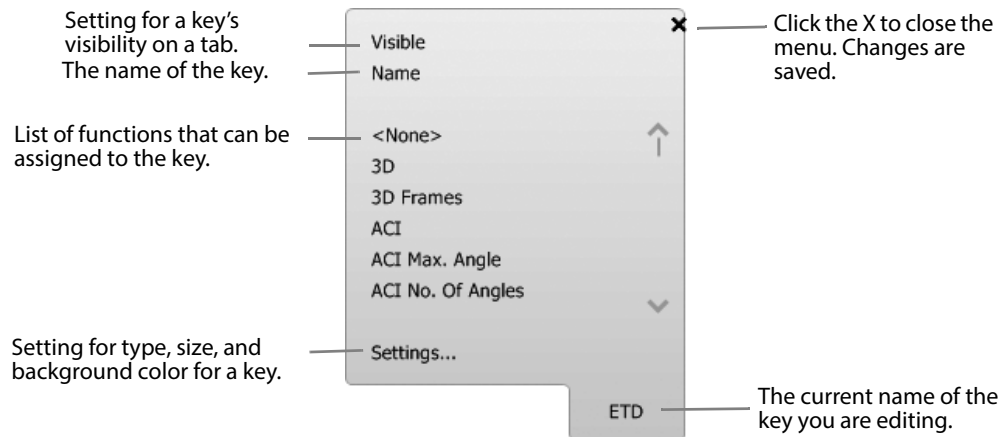 Setting for a key's
visibility on a tab.
The name of the key.
List of functions that can be
assigned to the key.
Setting for type, size, and
background color for a key.
Visible
Name
<None>
3D
3D Frames
ACI
ACI Max. Angle
ACI No. Of Angles
Settings...
ETD
Click the X to close the
menu. Changes are
saved.
The current name of the
key you are editing.